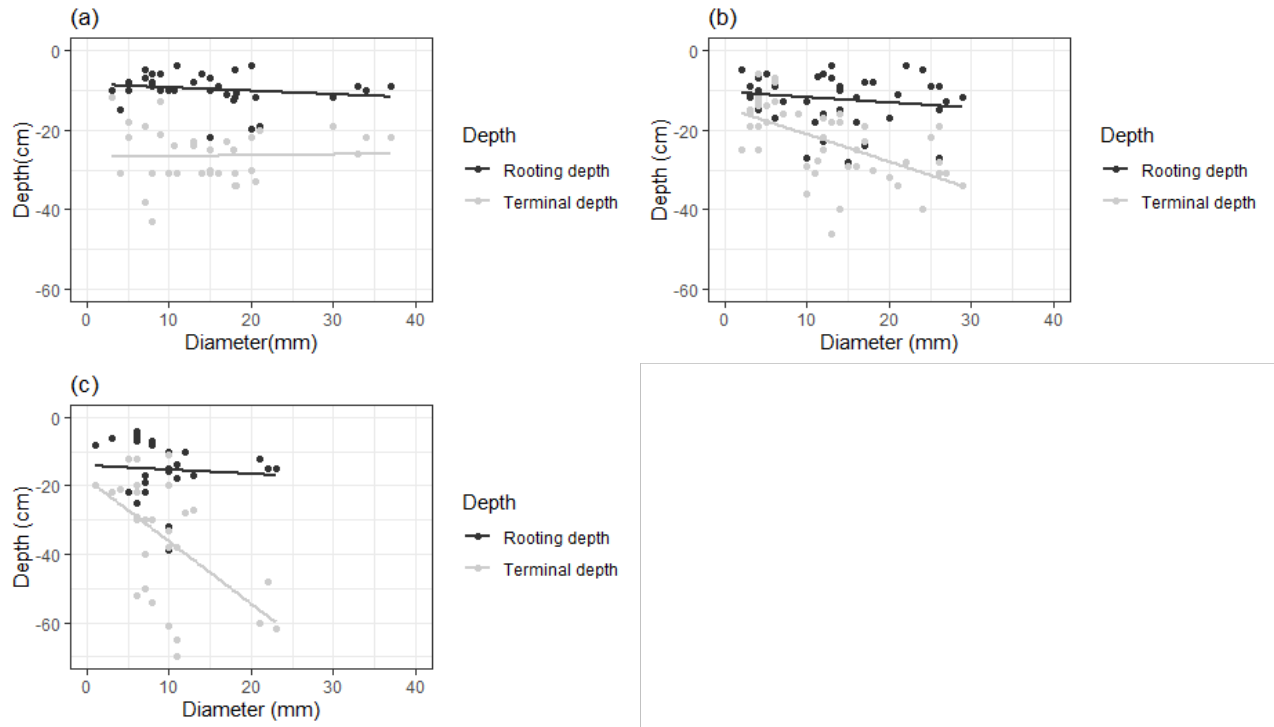 (a)
0
-20
-40
-60
Depth(cm)
0 10 20 30 40
Diameter(mm)
Depth
Rooting depth
Terminal depth
(b)
0
-20
-40
-60
Depth (cm)
0 10 20 30 40
Diameter (mm)
Depth
Rooting depth
Terminal depth
(c)
0
-20
-40
-60
Depth (cm)
0 10 20 30 40
Diameter (mm)
Depth
Rooting depth
Terminal depth